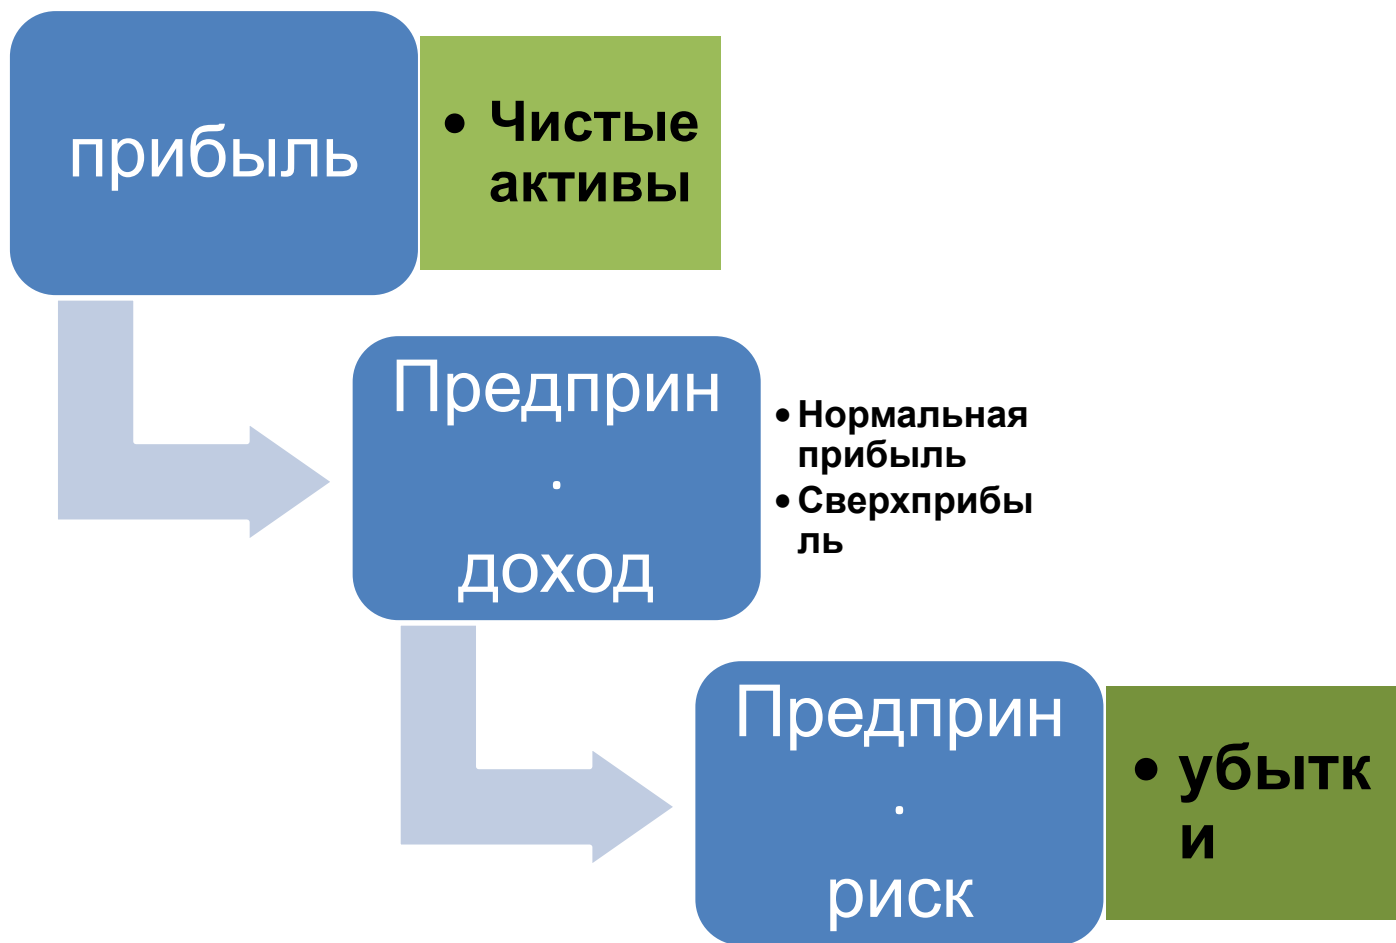 прибыль
• Чистые
активы
Предприн
.
доход
• Нормальная
прибыль
• Сверхприбы
ль
Предприн
.
риск
• убытк
и